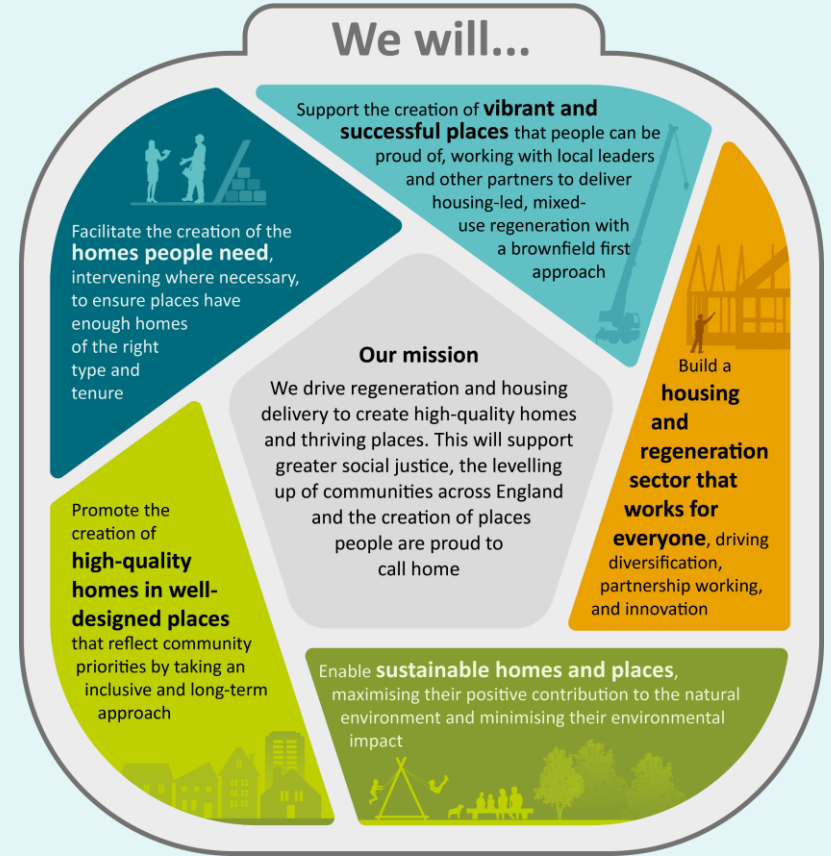 We will...
Support the creation of vibrant and
successful places that people can be
proud of, working with local leaders
and other partners to deliver
housing-led, mixed-
use regeneration with
a brownfield first
approach
Build a
housing
and
regeneration
sector that
works for
everyone, driving
diversification,
partnership working,
and innovation
Enable sustainable homes and places,
maximising their positive contribution to the natural
environment and minimising their environmental
impact
Promote the
creation of
high-quality
homes in well-
designed places
that reflect community
priorities by taking an
inclusive and long-term
approach
Facilitate the creation of the
homes people need,
intervening where necessary,
to ensure places have
enough homes
of the right
type and
tenure
Our mission
We drive regeneration and housing
delivery to create high-quality homes
and thriving places. This will support
greater social justice, the levelling
up of communities across England
and the creation of places
people are proud to
call home